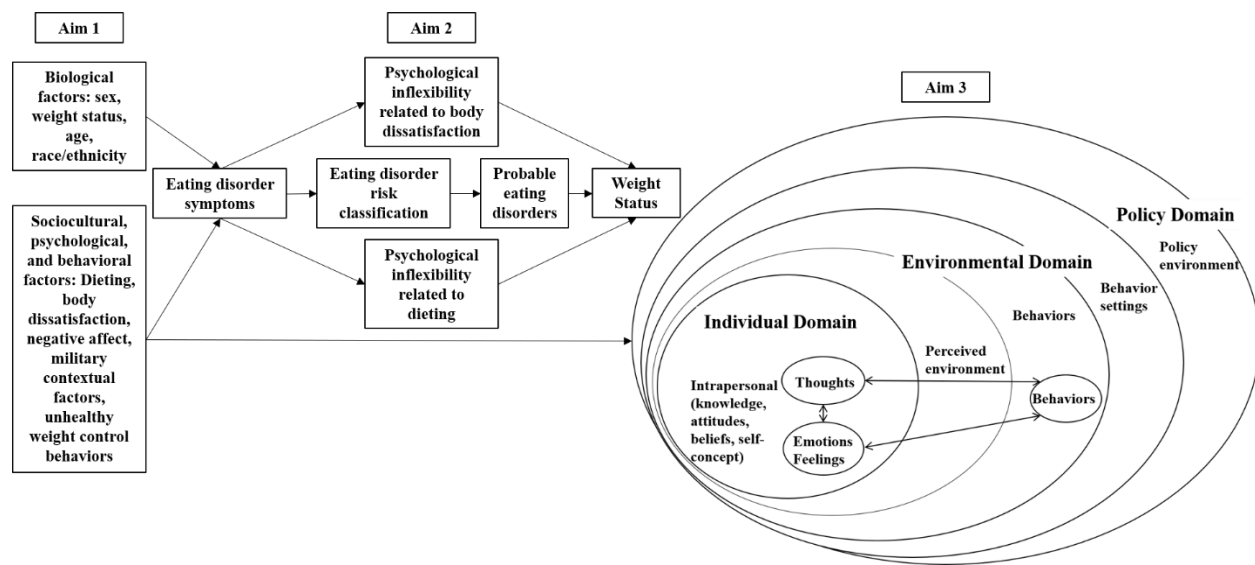 Aim 1
Biological
factors: sex,
weight status,
age,
race/ethnicity
Sociocultural,
psychological,
and behavioral
factors: Dieting,
body
dissatisfaction,
negative affect,
military
contextual
factors,
unhealthy
weight control
behaviors
Eating disorder
symptoms
Aim 2
Psychological
inflexibility
related to body
dissatisfaction
Eating disorder
risk
classification
Probable
eating
disorders
Psychological
inflexibility
related to
dieting
Weight
Status
Aim 3
Policy Domain
Policy
environment
Environmental Domain
Behavior
settings
Behaviors
Individual Domain
Perceived
environment
Intrapersonal
(knowledge,
attitudes,
beliefs, self-
concept)
Thoughts
Emotions
Feelings
Behaviors